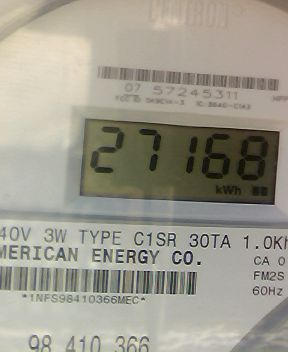 07 57245311
27168
kWh
40V 3W TYPE C1SR 30TA 1.0Kh
MERICAN ENERGY CO.
CA 0
FM2S
60Hz
*1NFS98410366MEC*
98 410 366